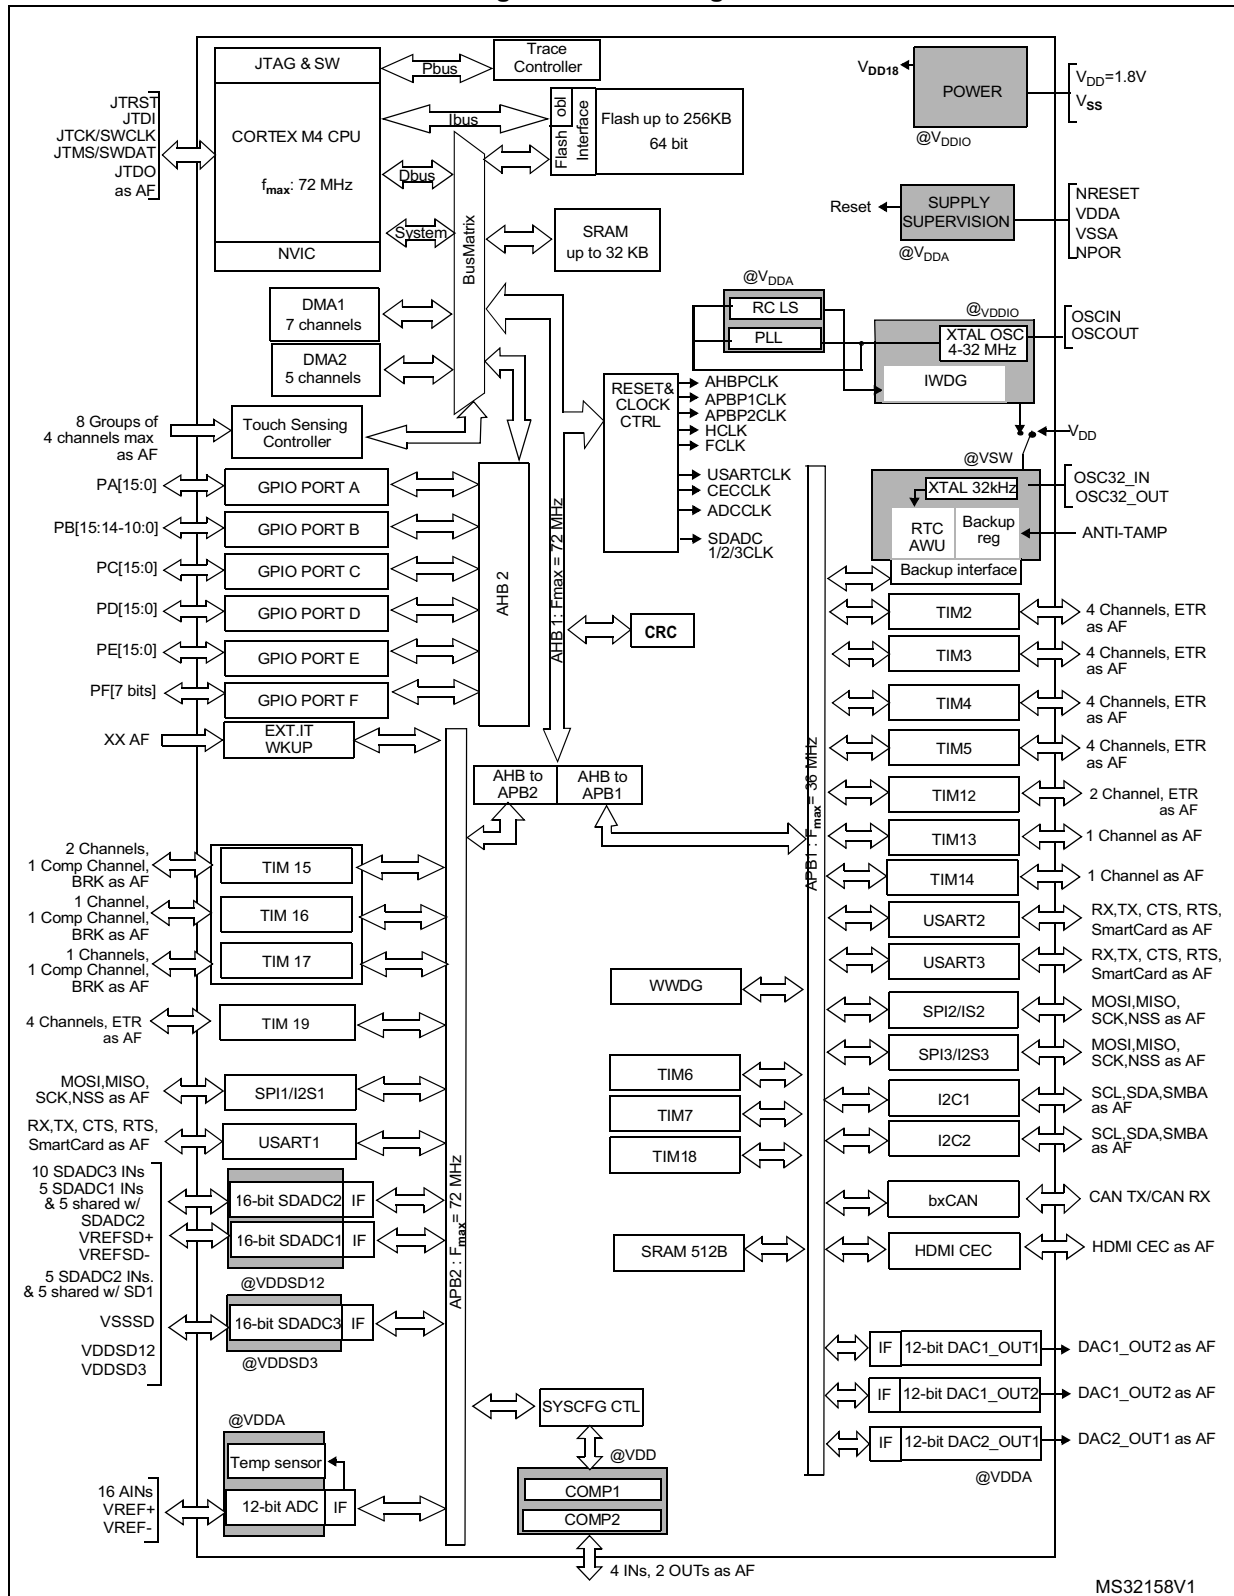 JTAG & SW
Pbus
Trace
Controller
JTRST
JTDI
JTCK/SWCLK
JTMS/SWDAT
JTDO
as AF
CORTEX M4 CPU
fmax: 72 MHz
NVIC
Ibus
Dbus
System
BusMatrix
Flash obl
Interface
Flash up to 256KB
64 bit
SRAM
up to 32 KB
VDD18
POWER
VDD=1.8V
VSS
@VDDIO
Reset
SUPPLY
SUPERVISION
NRESET
VDDA
VSSA
NPOR
@VDDA
DMA1
7 channels
DMA2
5 channels
@VDDA
RC LS
PLL
@VDDIO
XTAL OSC
4-32 MHz
IWDG
OSCIN
OSCOUT
8 Groups of
4 channels max
as AF
Touch Sensing
Controller
RESET&
CLOCK
CTRL
AHBPCLK
APBP1CLK
APBP2CLK
HCLK
FCLK
USARTCLK
CECCLK
ADCCLK
SDADC
1/2/3CLK
VDD
@VSW
XTAL 32kHz
OSC32_IN
OSC32_OUT
RTC
AWU
Backup
reg
ANTI-TAMP
Backup interface
PA[15:0]
GPIO PORT A
PB[15:14-10:0]
GPIO PORT B
PC[15:0]
GPIO PORT C
PD[15:0]
GPIO PORT D
PE[15:0]
GPIO PORT E
PF[7 bits]
GPIO PORT F
AHB 2
AHB 1: Fmax = 72 MHz
CRC
XX AF
EXT.IT
WKUP
AHB to
APB2
AHB to
APB1
APB1 : Fmax = 36 MHz
TIM2
4 Channels, ETR
as AF
TIM3
4 Channels, ETR
as AF
TIM4
4 Channels, ETR
as AF
TIM5
4 Channels, ETR
as AF
TIM12
2 Channel, ETR
as AF
TIM13
1 Channel as AF
TIM14
1 Channel as AF
USART2
RX,TX, CTS, RTS,
SmartCard as AF
USART3
RX,TX, CTS, RTS,
SmartCard as AF
SPI2/IS2
MOSI,MISO,
SCK,NSS as AF
SPI3/I2S3
MOSI,MISO,
SCK,NSS as AF
I2C1
SCL,SDA,SMBA
as AF
I2C2
SCL,SDA,SMBA
as AF
bxCAN
CAN TX/CAN RX
HDMI CEC
HDMI CEC as AF
2 Channels,
1 Comp Channel,
BRK as AF
TIM 15
1 Channel,
1 Comp Channel,
BRK as AF
TIM 16
1 Channels,
1 Comp Channel,
BRK as AF
TIM 17
4 Channels, ETR
as AF
TIM 19
MOSI,MISO,
SCK,NSS as AF
SPI1/I2S1
RX,TX, CTS, RTS,
SmartCard as AF
USART1
APB2 : Fmax = 72 MHz
WWDG
TIM6
TIM7
TIM18
SRAM 512B
10 SDADC3 INs
5 SDADC1 INs
& 5 shared w/
SDADC2
VREFSD+
VREFSD-
5 SDADC2 INs.
& 5 shared w/ SD1
VSSSD
VDDSD12
VDDSD3
16-bit SDADC2 IF
16-bit SDADC1 IF
@VDDSD12
16-bit SDADC3 IF
@VDDSD3
IF 12-bit DAC1_OUT1
DAC1_OUT2 as AF
IF 12-bit DAC1_OUT2
DAC1_OUT2 as AF
IF 12-bit DAC2_OUT1
DAC2_OUT1 as AF
@VDDA
SYSCFG CTL
@VDD
COMP1
COMP2
4 INs, 2 OUTs as AF
@VDDA
Temp sensor
12-bit ADC IF
16 AINs
VREF+
VREF-
MS32158V1